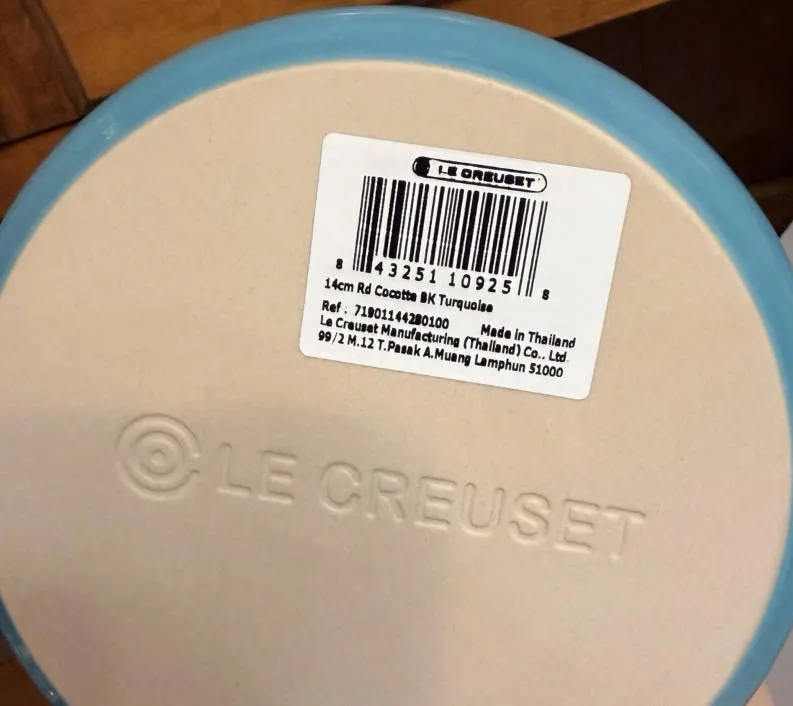 LE CREUSET
8 43251 10925 8
14cm Rd Cocotte BK Turquoise
Ref : 71901144280100 Made in Thailand
Le Creuset Manufacturing (Thailand) Co., Ltd.
99/2 M.12 T.Pasak A.Muang Lamphun 51000
LE CREUSET